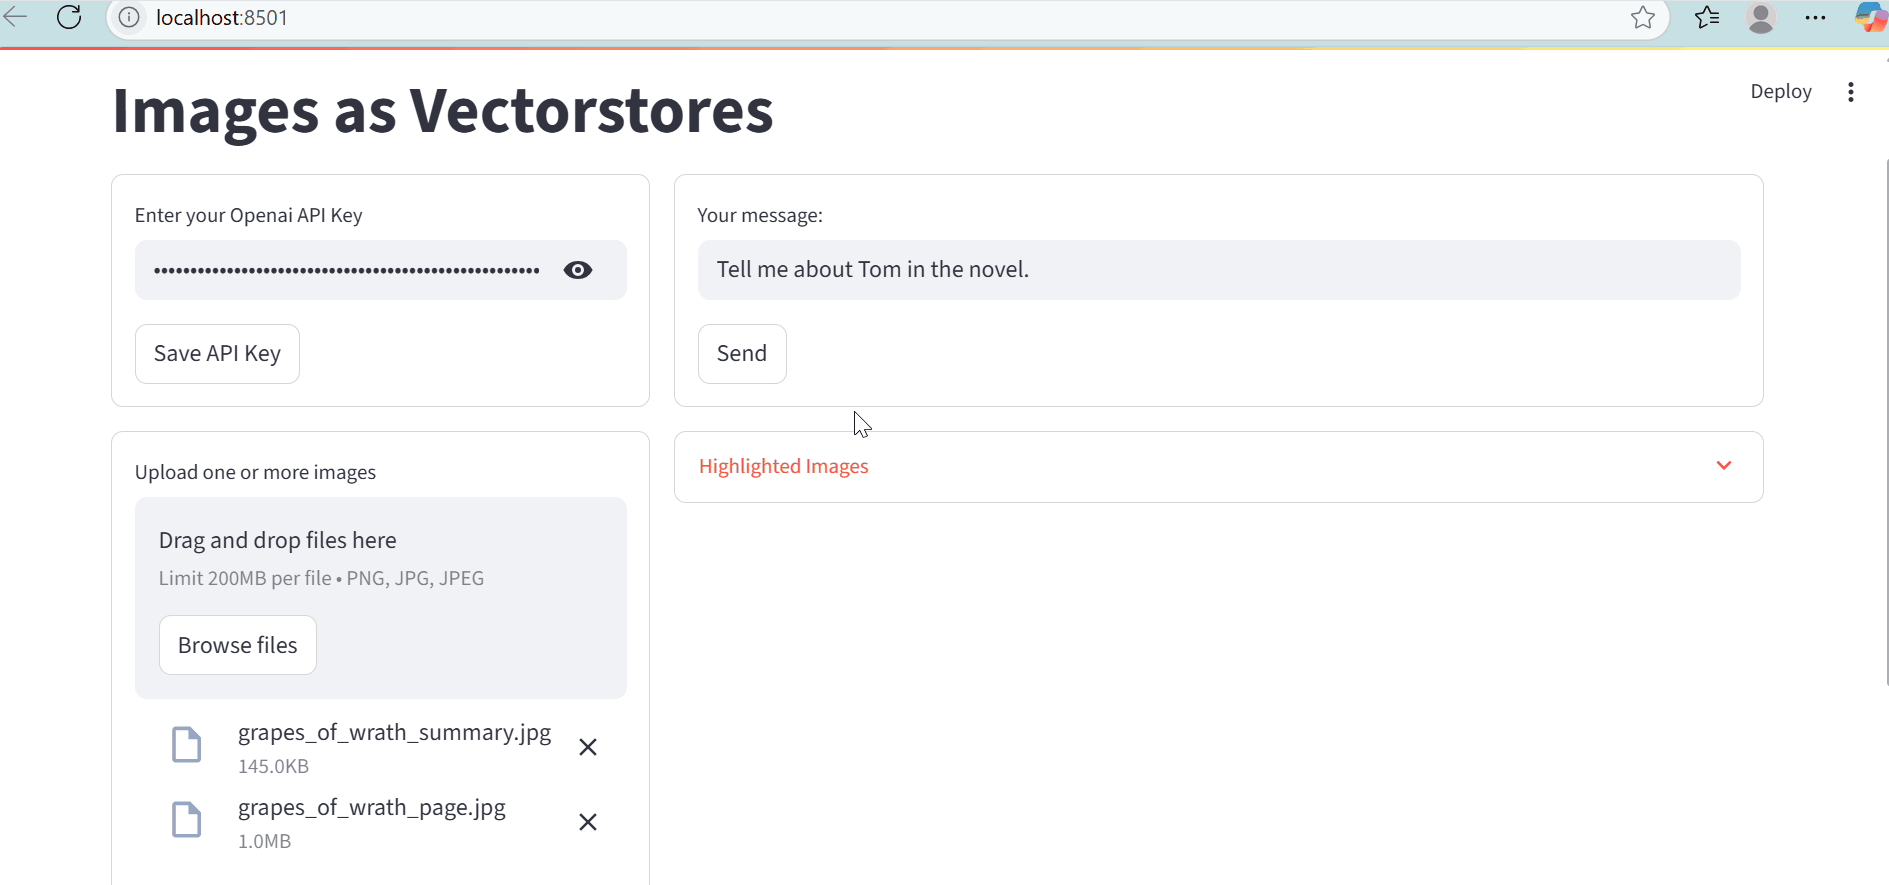 localhost:8501
Deploy
Images as Vectorstores
Enter your Openai API Key
Save API Key
Your message:
Tell me about Tom in the novel.
Send
Upload one or more images
Drag and drop files here
Limit 200MB per file • PNG, JPG, JPEG
Browse files
grapes_of_wrath_summary.jpg
145.0KB
grapes_of_wrath_page.jpg
1.0MB
Highlighted Images